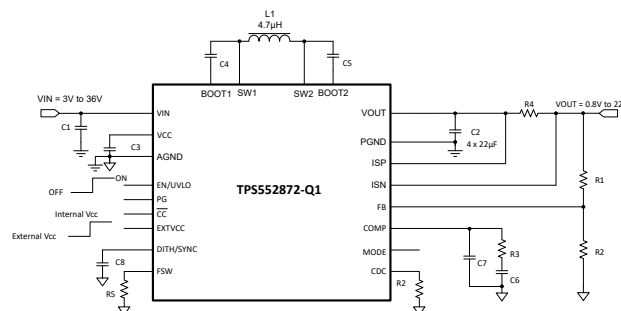 L1
4.7µH
C4
C5
BOOT1
SW1
SW2
BOOT2
VIN = 3V to 36V
VIN
VOUT
R4
VOUT = 0.8V to 22
C1
VCC
C3
AGND
PGND
C2
4 x 22µF
ISP
TPS552872-Q1
ON
OFF
EN/UVLO
ISN
R1
PG
FB
Internal Vcc
CC
COMP
External Vcc
EXTVCC
R2
DITH/SYNC
MODE
C7
R3
C8
C6
FSW
CDC
R5
R2